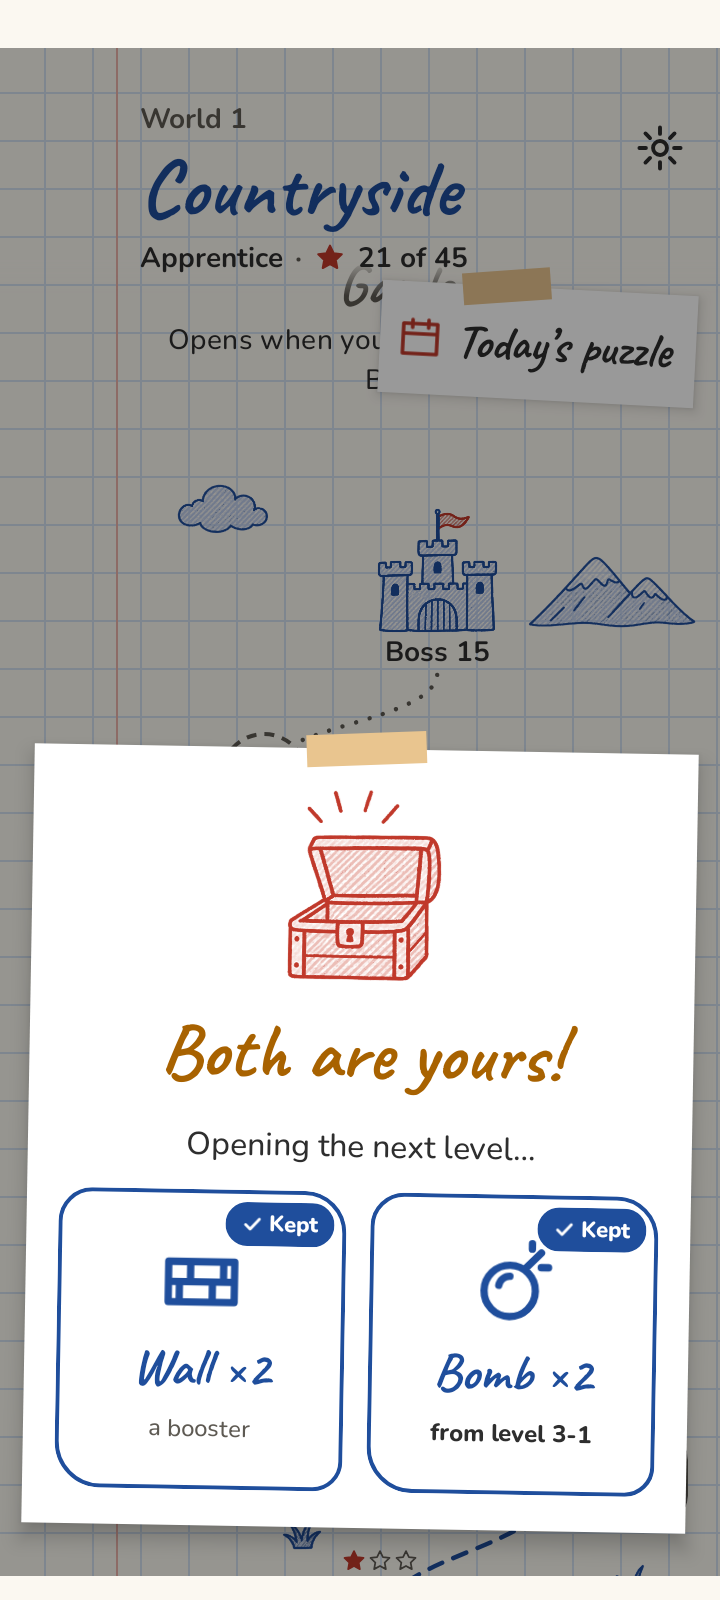 World 1
Countryside
Apprentice · 21 of 45
Opens when you
Today's puzzle
Boss 15
Both are yours!
Opening the next level...
Kept
Kept
Wall ×2
Bomb ×2
a booster
from level 3-1